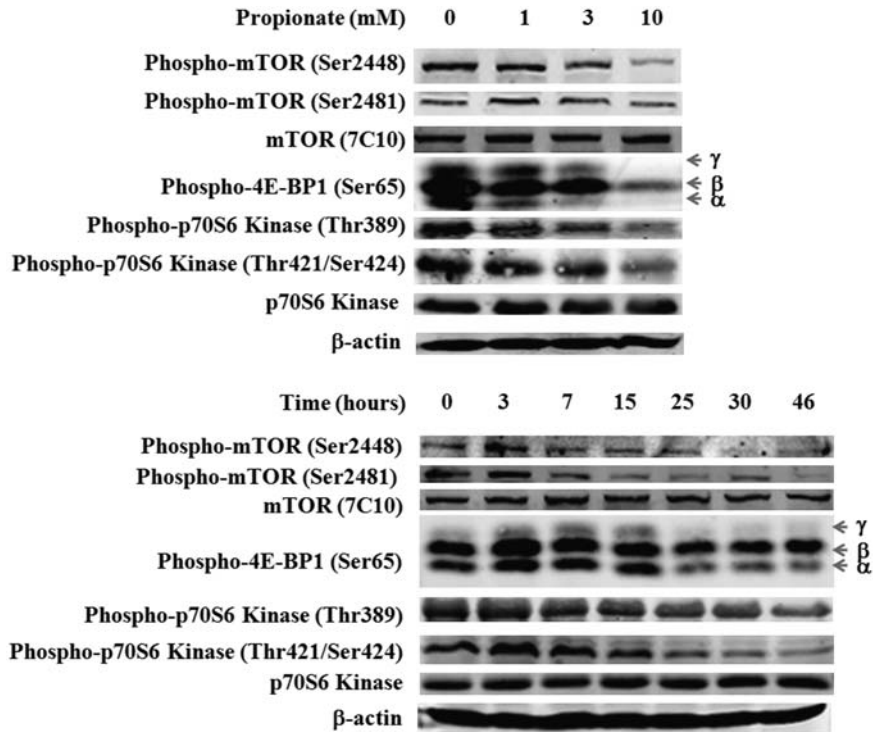 Propionate (mM) 0 1 3 10
Phospho-mTOR (Ser2448)
Phospho-mTOR (Ser2481)
mTOR (7C10)
γ
Phospho-4E-BP1 (Ser65) β
α
Phospho-p70S6 Kinase (Thr389)
Phospho-p70S6 Kinase (Thr421/Ser424)
p70S6 Kinase
β-actin
Time (hours) 0 3 7 15 25 30 46
Phospho-mTOR (Ser2448)
Phospho-mTOR (Ser2481)
mTOR (7C10)
γ
Phospho-4E-BP1 (Ser65) β
α
Phospho-p70S6 Kinase (Thr389)
Phospho-p70S6 Kinase (Thr421/Ser424)
p70S6 Kinase
β-actin